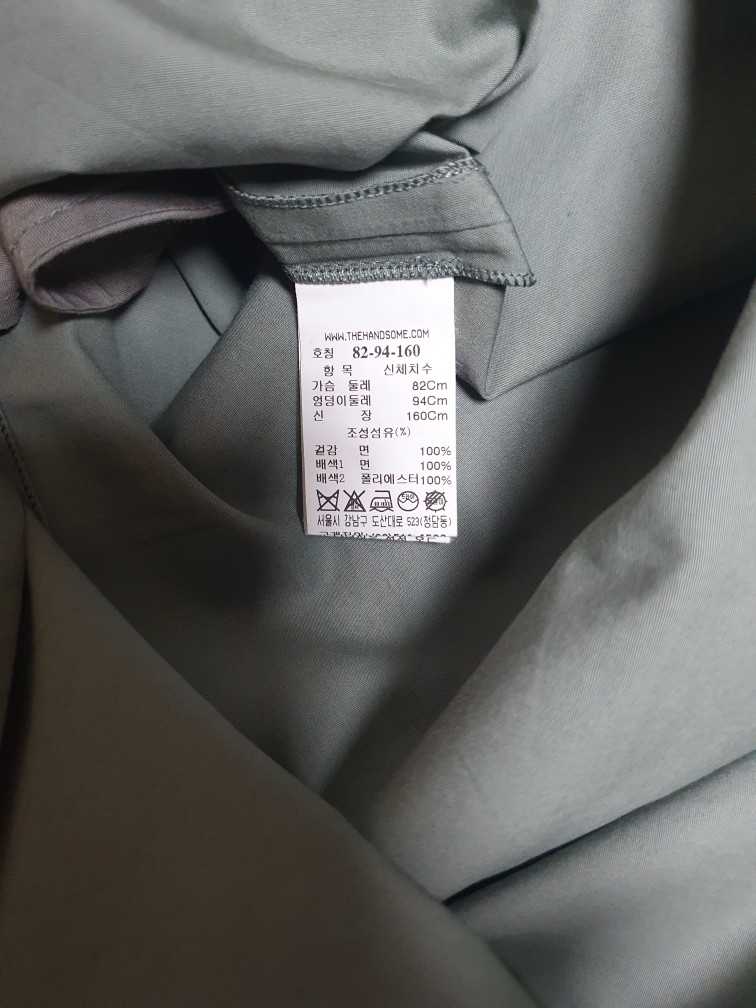 WWW.THEHANDSOME.COM
호칭 82-94-160
항 목 신체치수
가슴 둘레 82Cm
엉덩이둘레 94Cm
신 장 160Cm
조성섬유(%)
겉감 면 100%
배색1 면 100%
배색2 폴리에스터100%
서울시 강남구 도산대로 523(청담동)